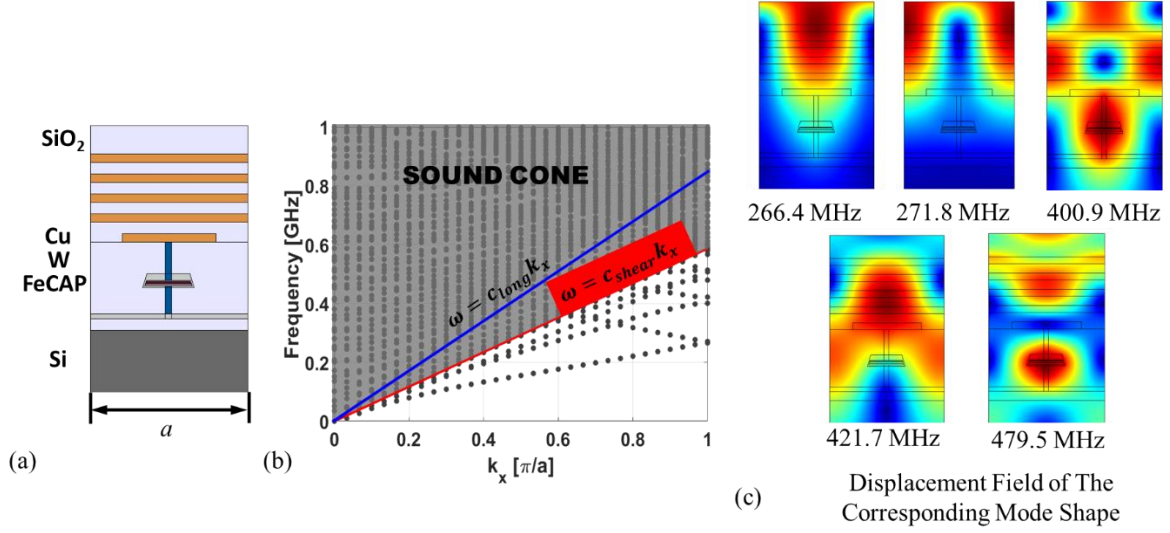 SiO₂
Cu
W
FeCAP
Si
a
(a)
Frequency [GHz]
1
0.8
0.6
0.4
0.2
0
SOUND CONE
ω = c_long k_x
ω = c_shear k_x
0 0.2 0.4 0.6 0.8 1
k_x [π/a]
(b)
266.4 MHz 271.8 MHz 400.9 MHz
421.7 MHz 479.5 MHz
(c)
Displacement Field of The
Corresponding Mode Shape